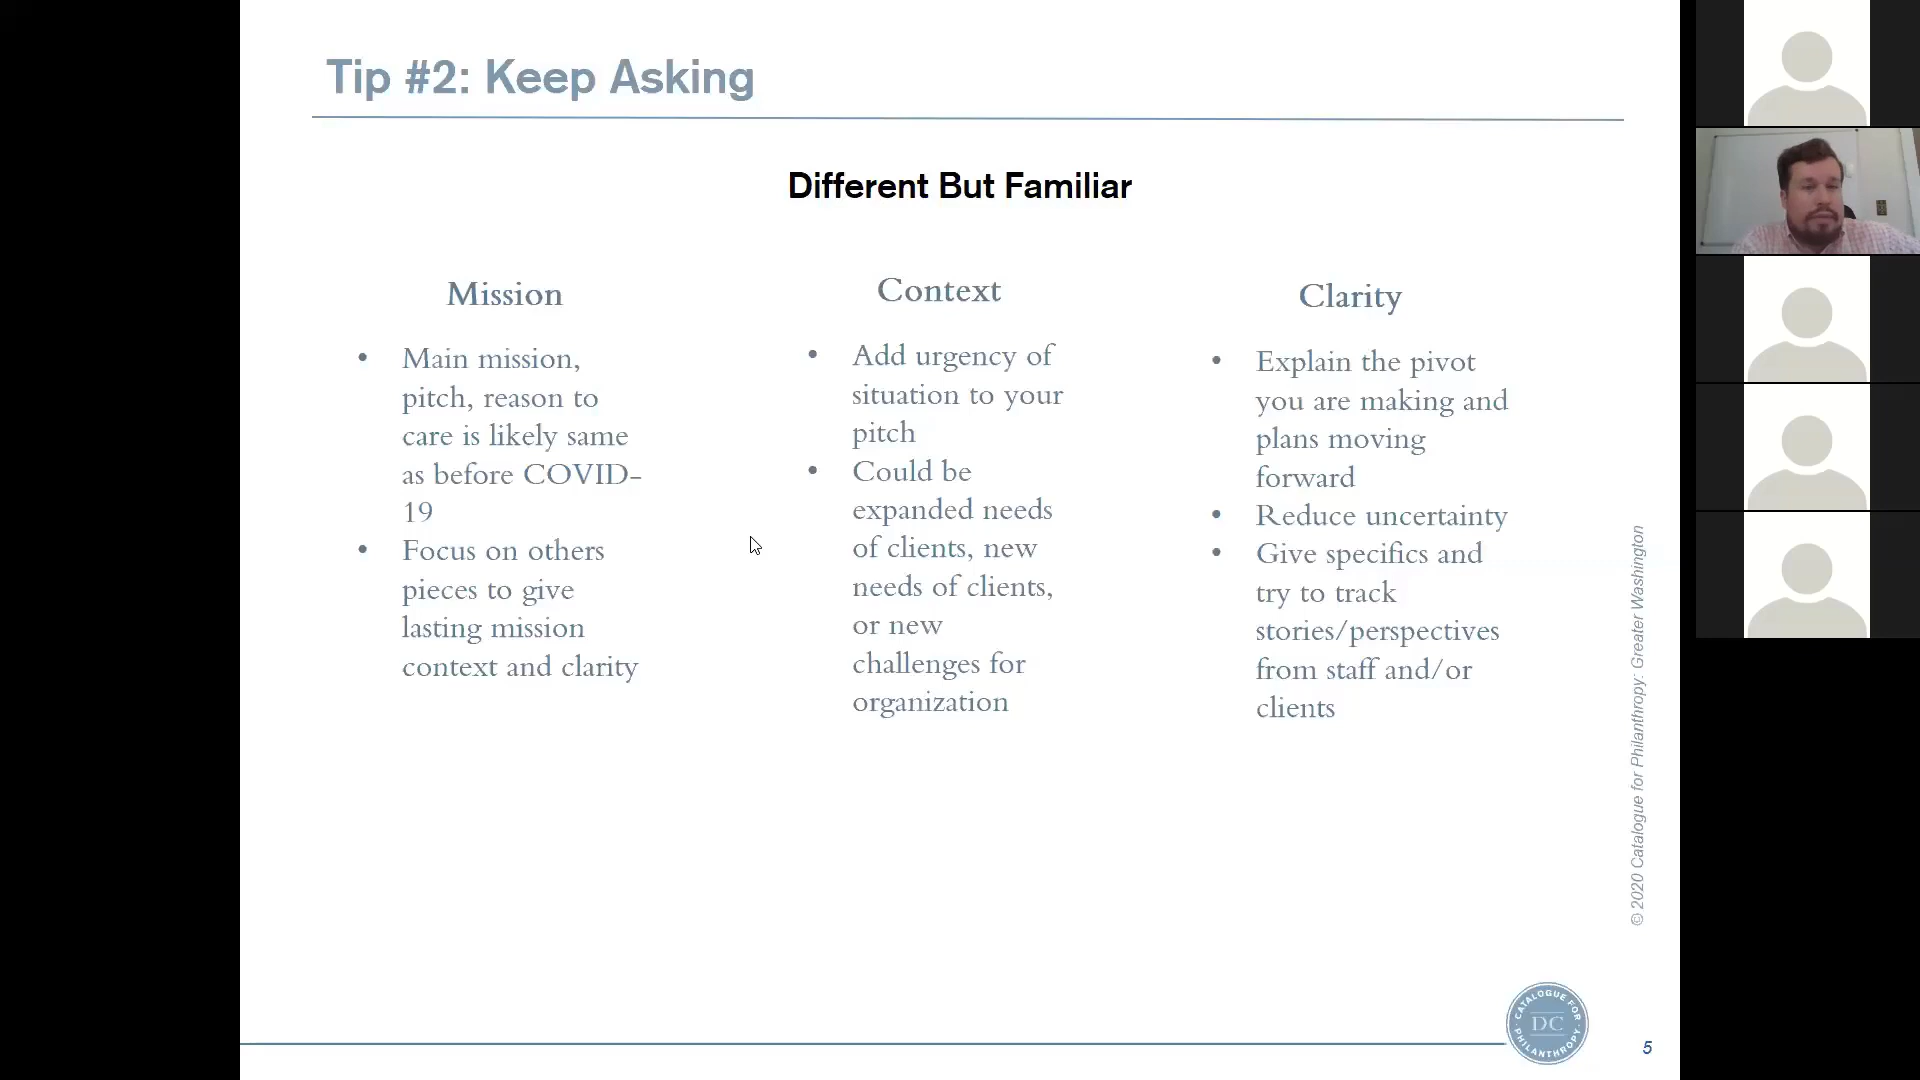 Tip #2: Keep Asking
Different But Familiar
Mission
• Main mission,
pitch, reason to
care is likely same
as before COVID-
19
• Focus on others
pieces to give
lasting mission
context and clarity
Context
• Add urgency of
situation to your
pitch
• Could be
expanded needs
of clients, new
needs of clients,
or new
challenges for
organization
Clarity
• Explain the pivot
you are making and
plans moving
forward
• Reduce uncertainty
• Give specifics and
try to track
stories/perspectives
from staff and/or
clients
© 2020 Catalogue for Philanthropy: Greater Washington
CATALOGUE FOR
DC
PHILANTHROPY
5